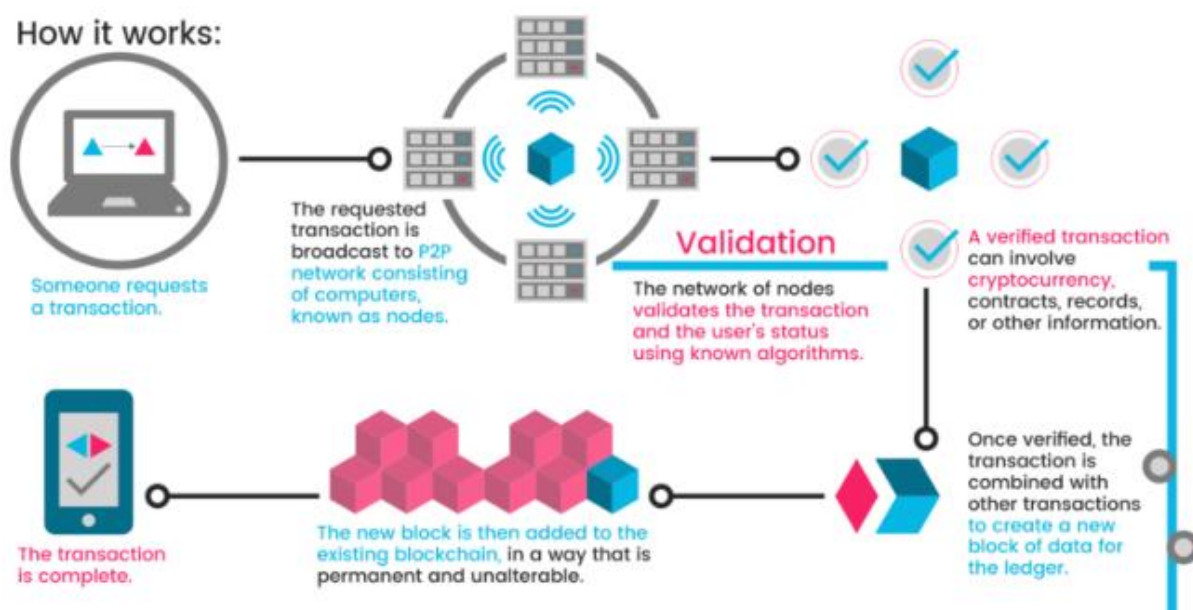 How it works:
Someone requests
a transaction.
The requested
transaction is
broadcast to P2P
network consisting
of computers,
known as nodes.
Validation
The network of nodes
validates the transaction
and the user's status
using known algorithms.
A verified transaction
can involve
cryptocurrency,
contracts, records,
or other information.
Once verified, the
transaction is
combined with
other transactions
to create a new
block of data for
the ledger.
The new block is then added to the
existing blockchain, in a way that is
permanent and unalterable.
The transaction
is complete.